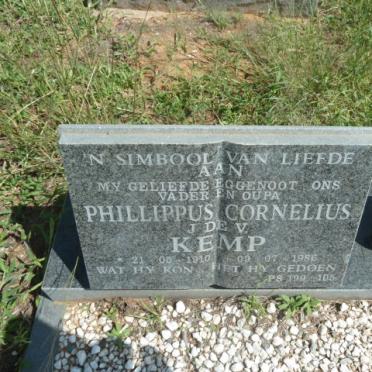 'N SIMBOOL VAN LIEFDE
AAN
MY GELIEFDE EGGENOOT ONS
VADER EN OUPA
PHILLIPPUS CORNELIUS
J. DE V.
KEMP
* 21·05·1910 09·07·1986
WAT HY KON, HET HY GEDOEN
PS 139-105